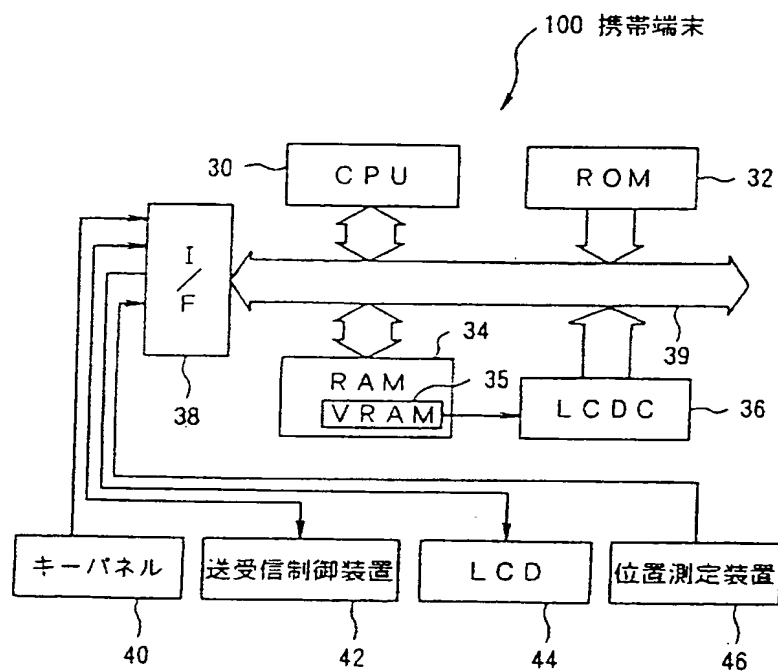 100 携帯端末
30
CPU
ROM
32
I/F
38
39
34
RAM
35
VRAM
LCDC
36
キーパネル
送受信制御装置
LCD
位置測定装置
40
42
44
46